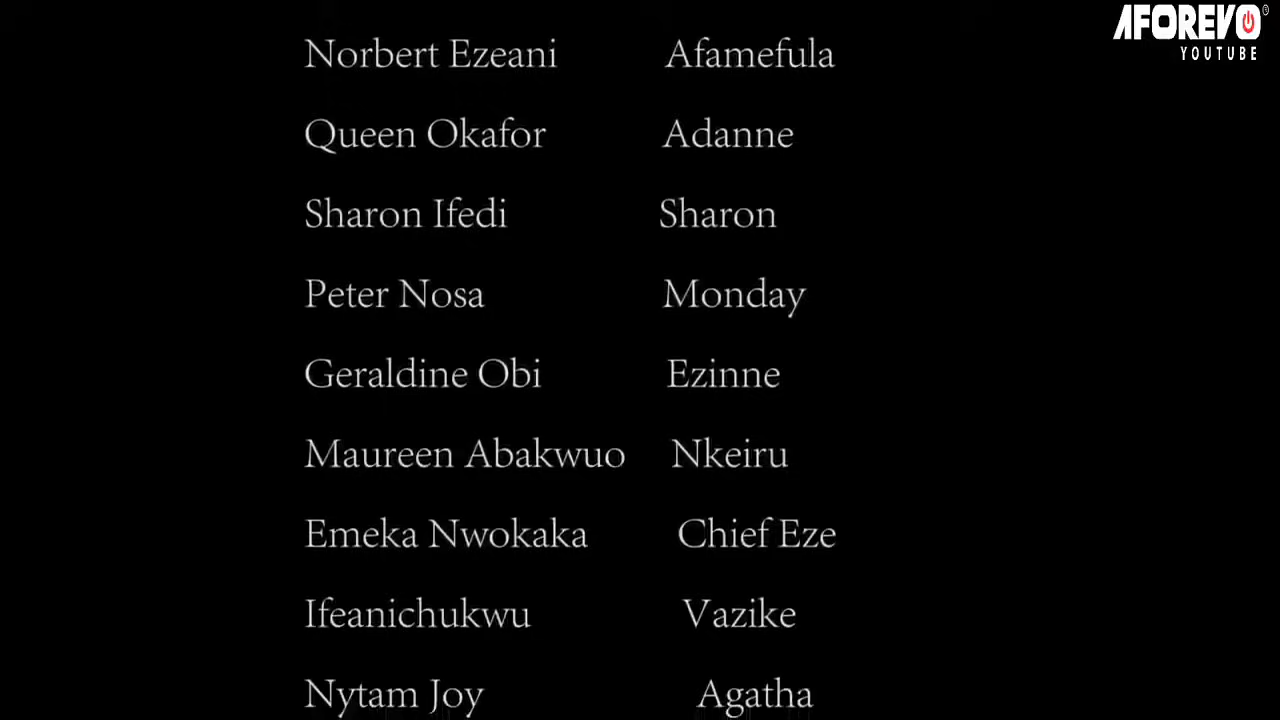 AFOREVO
YOUTUBE
Norbert Ezeani Afamefula
Queen Okafor Adanne
Sharon Ifedi Sharon
Peter Nosa Monday
Geraldine Obi Ezinne
Maureen Abakwuo Nkeiru
Emeka Nwokaka Chief Eze
Ifeanichukwu Vazike
Nytam Joy Agatha